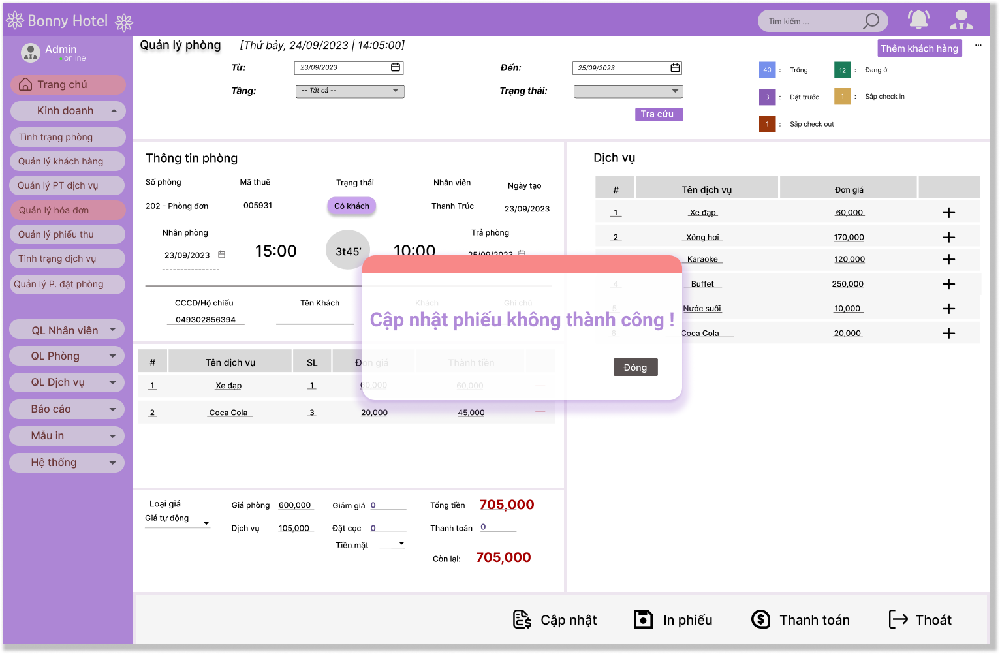 Bonny Hotel
Tìm kiếm ....
Admin
online
Trang chủ
Kinh doanh
Tình trạng phòng
Quản lý khách hàng
Quản lý PT dịch vụ
Quản lý hóa đơn
Quản lý phiếu thu
Tình trạng dịch vụ
Quản lý P. đặt phòng
QL Nhân viên
QL Phòng
QL Dịch vụ
Báo cáo
Mẫu in
Hệ thống
Quản lý phòng [Thứ bảy, 24/09/2023 | 14:05:00]
Thêm khách hàng ...
Từ: 23/09/2023 Đến: 25/09/2023
Tầng: -- Tất cả -- Trạng thái:
Tra cứu
40 : Trống 12 : Đang ở
3 : Đặt trước 1 : Sắp check in
1 : Sắp check out
Thông tin phòng
Số phòng Mã thuê Trạng thái Nhân viên Ngày tạo
202 - Phòng đơn 005931 Có khách Thanh Trúc 23/09/2023
Nhân phòng Trả phòng
23/09/2023 15:00 3t45’ 10:00 25/09/2023
CCCD/Hộ chiếu Tên Khách Khách Ghi chú
049302856394
# Tên dịch vụ SL Đơn giá Thành tiền
1 Xe đạp 1 60,000 60,000
2 Coca Cola 3 20,000 45,000
Cập nhật phiếu không thành công !
Đóng
Dịch vụ
# Tên dịch vụ Đơn giá
1 Xe đạp 60,000 +
2 Xông hơi 170,000 +
Karaoke 120,000 +
4 Buffet 250,000 +
5 Nước suối 10,000 +
6 Coca Cola 20,000 +
Loại giá Giá phòng 600,000 Giảm giá 0 Tổng tiền 705,000
Giá tự động Dịch vụ 105,000 Đặt cọc 0 Thanh toán 0
Tiền mặt
Còn lại: 705,000
Cập nhật In phiếu Thanh toán Thoát